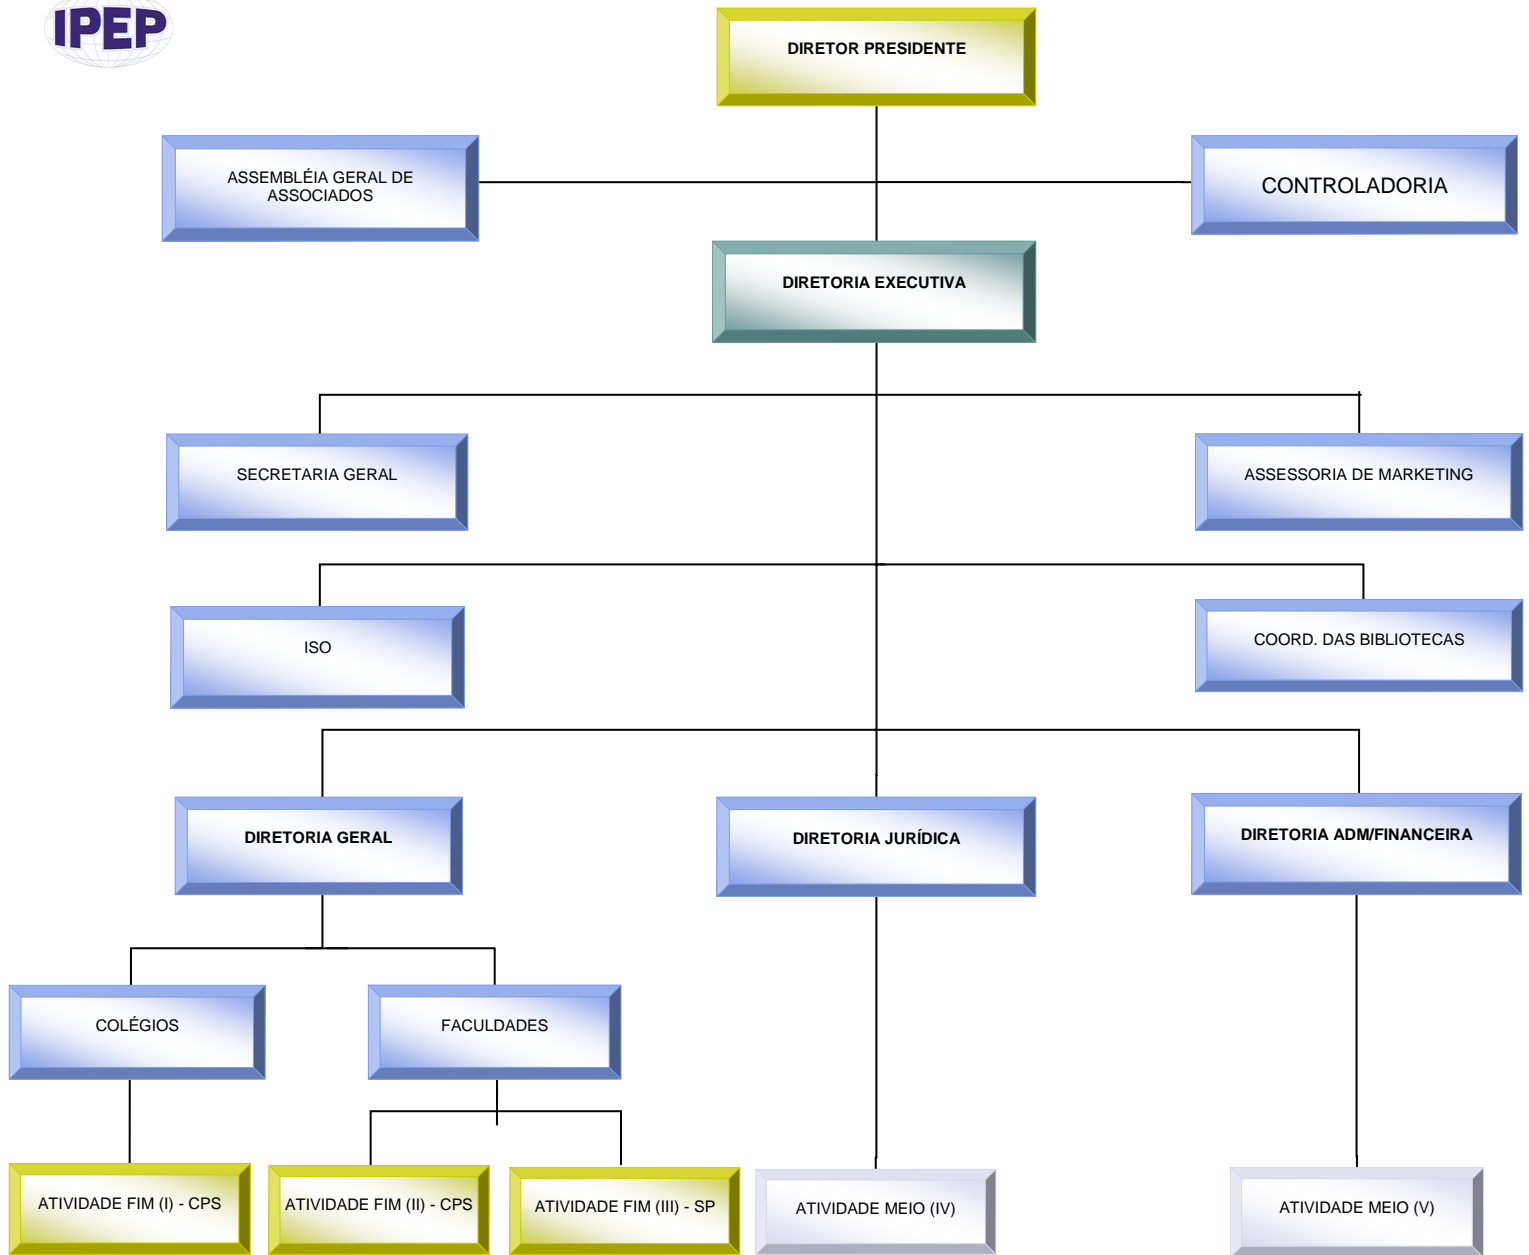 IPEP
DIRETOR PRESIDENTE
ASSEMBLÉIA GERAL DE
ASSOCIADOS
CONTROLADORIA
DIRETORIA EXECUTIVA
SECRETARIA GERAL
ASSESSORIA DE MARKETING
ISO
COORD. DAS BIBLIOTECAS
DIRETORIA GERAL
DIRETORIA JURÍDICA
DIRETORIA ADM/FINANCEIRA
COLÉGIOS
FACULDADES
ATIVIDADE FIM (I) - CPS
ATIVIDADE FIM (II) - CPS
ATIVIDADE FIM (III) - SP
ATIVIDADE MEIO (IV)
ATIVIDADE MEIO (V)